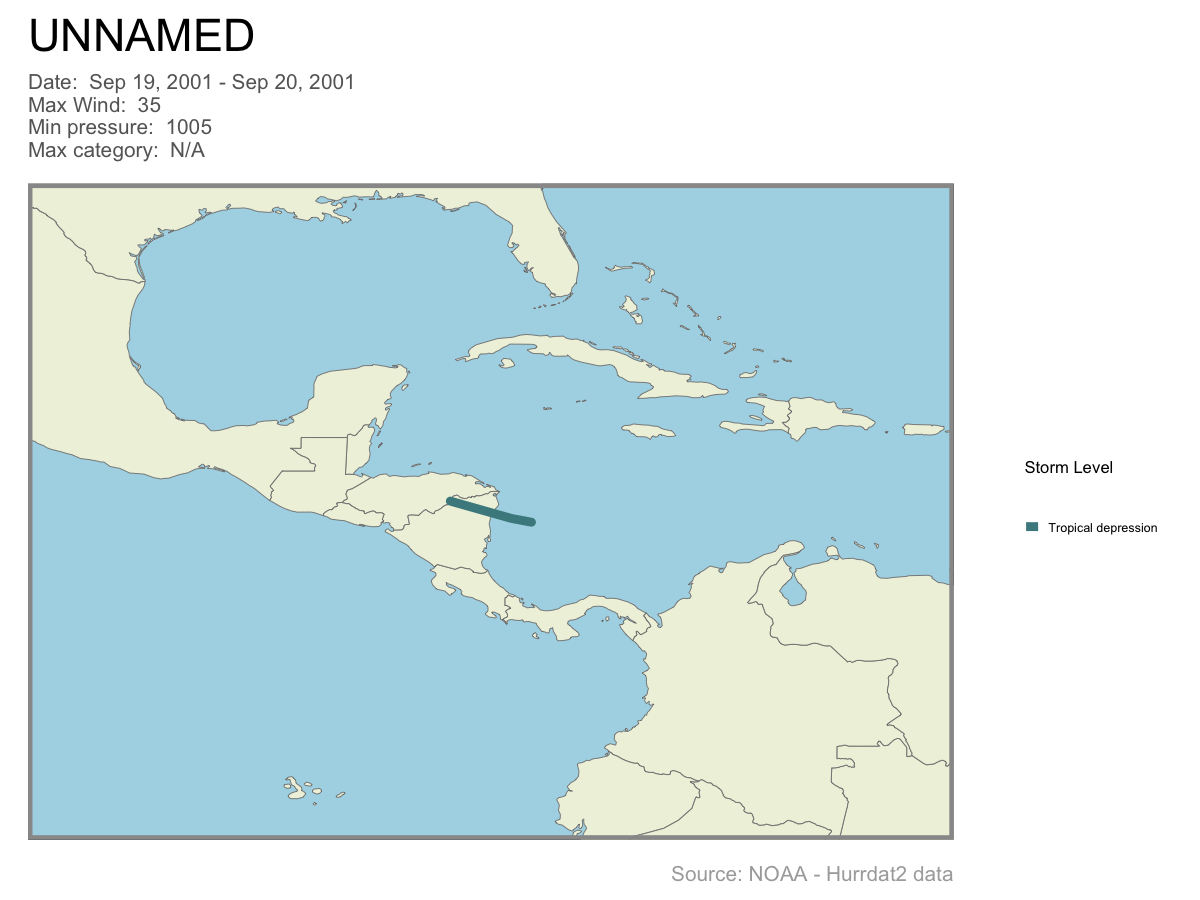 UNNAMED
Date:  Sep 19, 2001 - Sep 20, 2001
Max Wind:  35
Min pressure:  1005
Max category:  N/A
Storm Level
Tropical depression
Source: NOAA - Hurrdat2 data